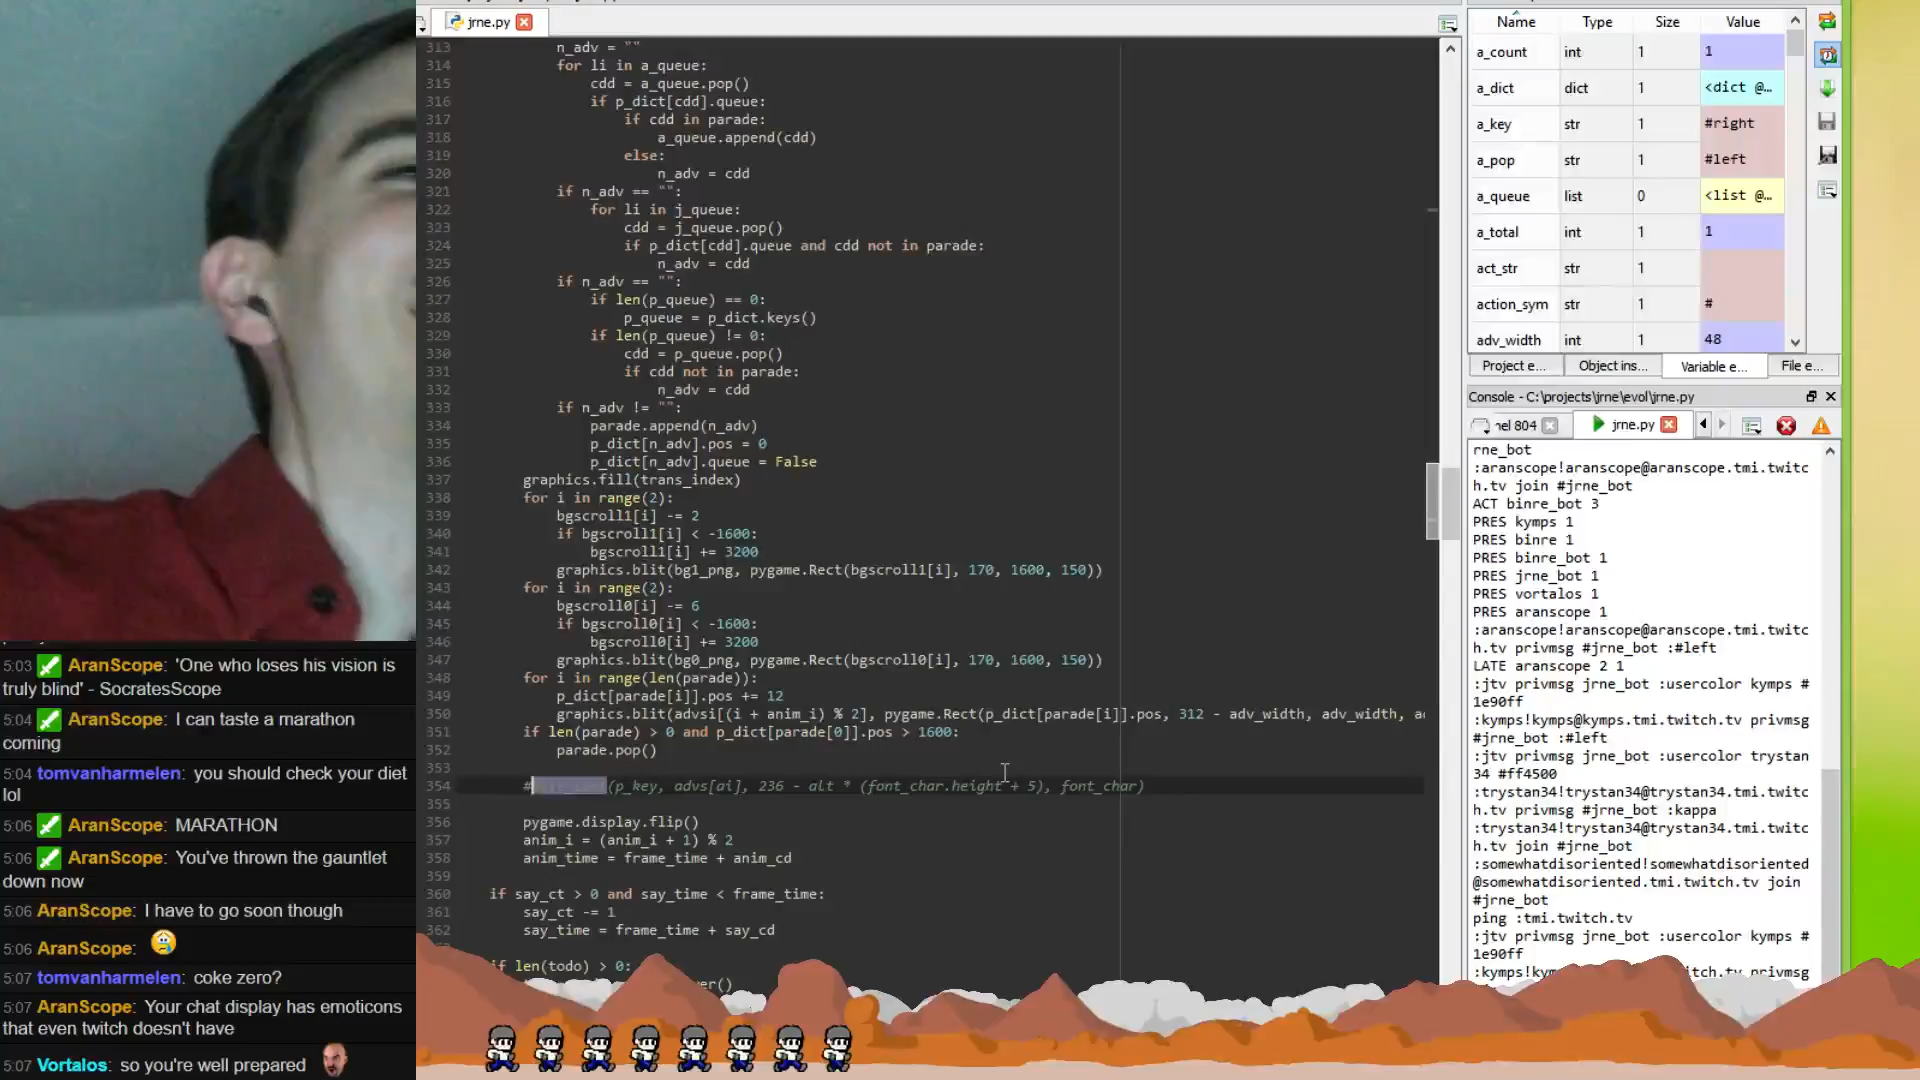 jrne.py
313 n_adv = ""
314 for li in a_queue:
315 cdd = a_queue.pop()
316 if p_dict[cdd].queue:
317 if cdd in parade:
318 a_queue.append(cdd)
319 else:
320 n_adv = cdd
321 if n_adv == "":
322 for li in j_queue:
323 cdd = j_queue.pop()
324 if p_dict[cdd].queue and cdd not in parade:
325 n_adv = cdd
326 if n_adv == "":
327 if len(p_queue) == 0:
328 p_queue = p_dict.keys()
329 if len(p_queue) != 0:
330 cdd = p_queue.pop()
331 if cdd not in parade:
332 n_adv = cdd
333 if n_adv != "":
334 parade.append(n_adv)
335 p_dict[n_adv].pos = 0
336 p_dict[n_adv].queue = False
337 graphics.fill(trans_index)
338 for i in range(2):
339 bgscroll1[i] -= 2
340 if bgscroll1[i] < -1600:
341 bgscroll1[i] += 3200
342 graphics.blit(bg1_png, pygame.Rect(bgscroll1[i], 170, 1600, 150))
343 for i in range(2):
344 bgscroll0[i] -= 6
345 if bgscroll0[i] < -1600:
346 bgscroll0[i] += 3200
347 graphics.blit(bg0_png, pygame.Rect(bgscroll0[i], 170, 1600, 150))
348 for i in range(len(parade)):
349 p_dict[parade[i]].pos += 12
350 graphics.blit(advsi[(i + anim_i) % 2], pygame.Rect(p_dict[parade[i]].pos, 312 - adv_width, adv_width,
351 if len(parade) > 0 and p_dict[parade[0]].pos > 1600:
352 parade.pop()
353
354 # (p_key, advs[ai], 236 - alt * (font_char.height + 5), font_char)
355
356 pygame.display.flip()
357 anim_i = (anim_i + 1) % 2
358 anim_time = frame_time + anim_cd
360 if say_ct > 0 and say_time < frame_time:
361 say_ct -= 1
362 say_time = frame_time + say_cd
if len(todo) > 0:
Name Type Size Value
a_count int 1 1
a_dict dict 1 <dict @...
a_key str 1 #right
a_pop str 1 #left
a_queue list 0 <list @...
a_total int 1 1
act_str str 1
action_sym str 1 #
adv_width int 1 48
Project e... Object ins... Variable e... File e...
Console - C:\projects\jrne\evol\jrne.py
nel 804 jrne.py
rne_bot
:aranscope!aranscope@aranscope.tmi.twitc
h.tv join #jrne_bot
ACT binre_bot 3
PRES kymps 1
PRES binre 1
PRES binre_bot 1
PRES jrne_bot 1
PRES vortalos 1
PRES aranscope 1
:aranscope!aranscope@aranscope.tmi.twitc
h.tv privmsg #jrne_bot :#left
LATE aranscope 2 1
:jtv privmsg jrne_bot :usercolor kymps #
1e90ff
:kymps!kymps@kymps.tmi.twitch.tv privmsg
#jrne_bot :#left
:jtv privmsg jrne_bot :usercolor trystan
34 #ff4500
:trystan34!trystan34@trystan34.tmi.twitc
h.tv privmsg #jrne_bot :kappa
:trystan34!trystan34@trystan34.tmi.twitc
h.tv join #jrne_bot
:somewhatdisoriented!somewhatdisoriented
@somewhatdisoriented.tmi.twitch.tv join
#jrne_bot
ping :tmi.twitch.tv
:jtv privmsg jrne_bot :usercolor kymps #
1e90ff
5:03 AranScope: 'One who loses his vision is
truly blind' - SocratesScope
5:04 AranScope: I can taste a marathon
coming
5:04 tomvanharmelen: you should check your diet
lol
5:06 AranScope: MARATHON
5:06 AranScope: You've thrown the gauntlet
down now
5:06 AranScope: I have to go soon though
5:06 AranScope:
5:07 tomvanharmelen: coke zero?
5:07 AranScope: Your chat display has emoticons
that even twitch doesn't have
5:07 Vortalos: so you're well prepared